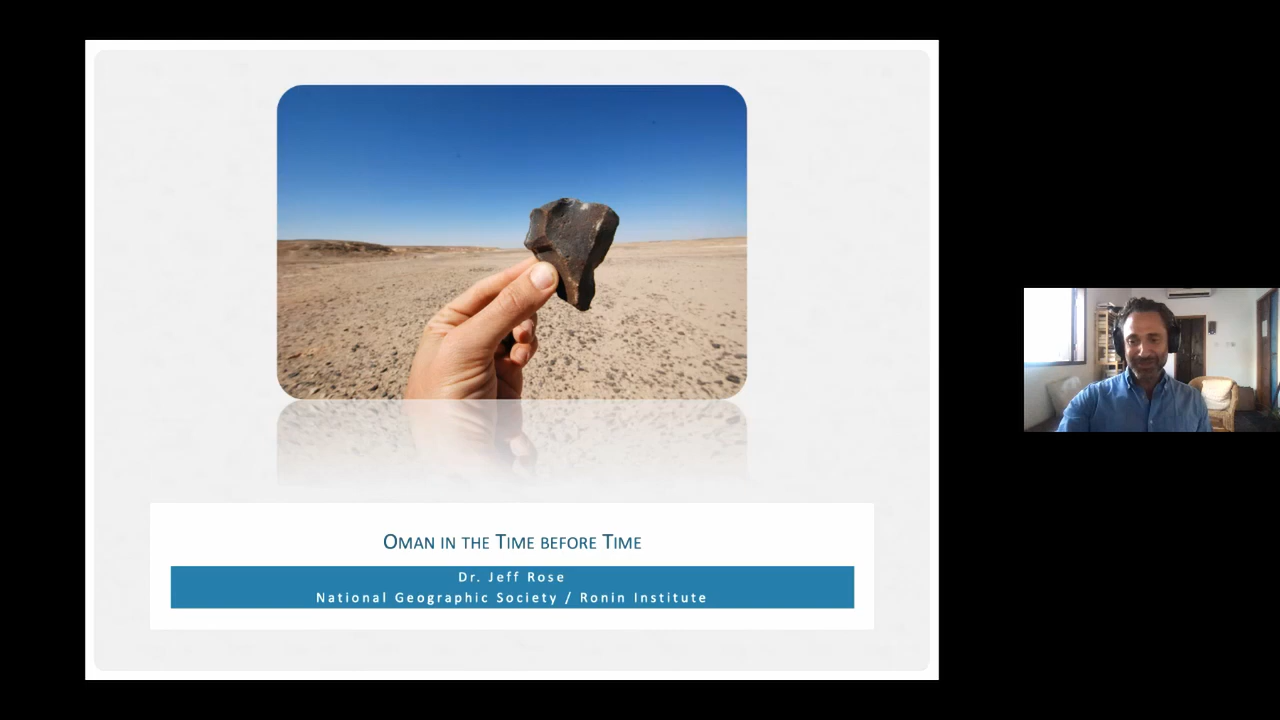 Oman in the Time before Time
Dr. Jeff Rose
National Geographic Society / Ronin Institute